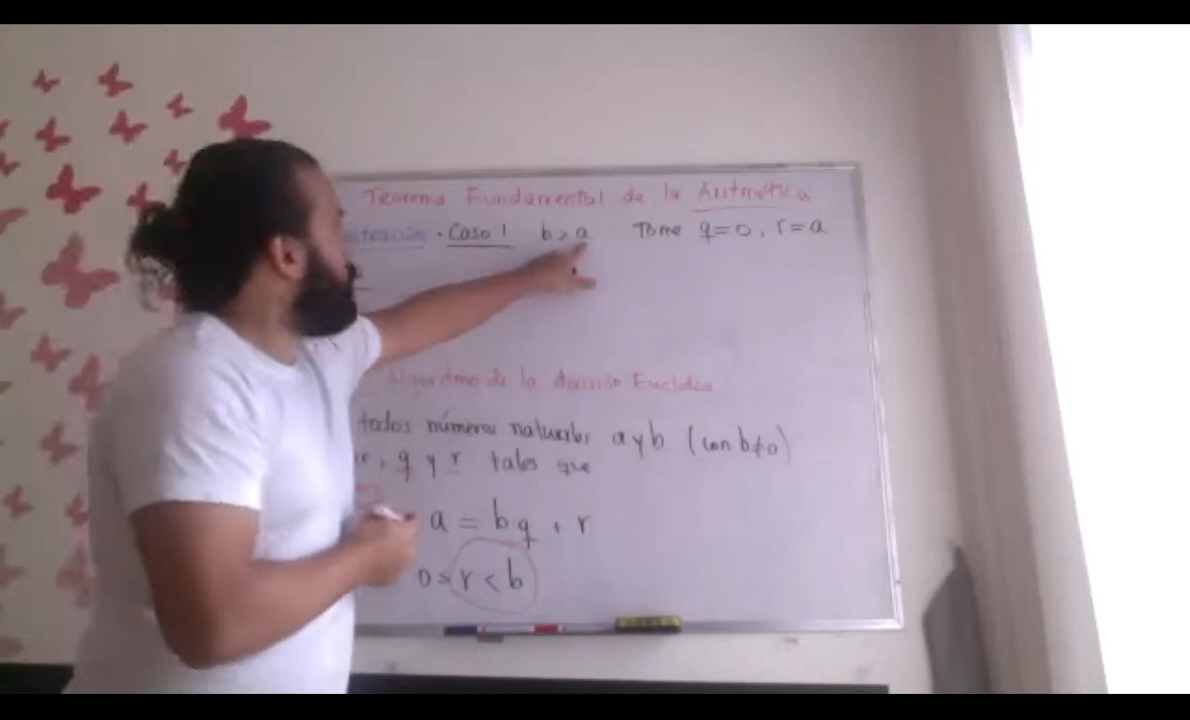 Teorema Fundamental de la Aritmética
Caso 1 b > a Tome q=0, r=a
Algoritmo de la división Euclidea
todos números naturales a y b (con b≠0)
, q y r tales que
a = bq + r
0 ≤ r < b